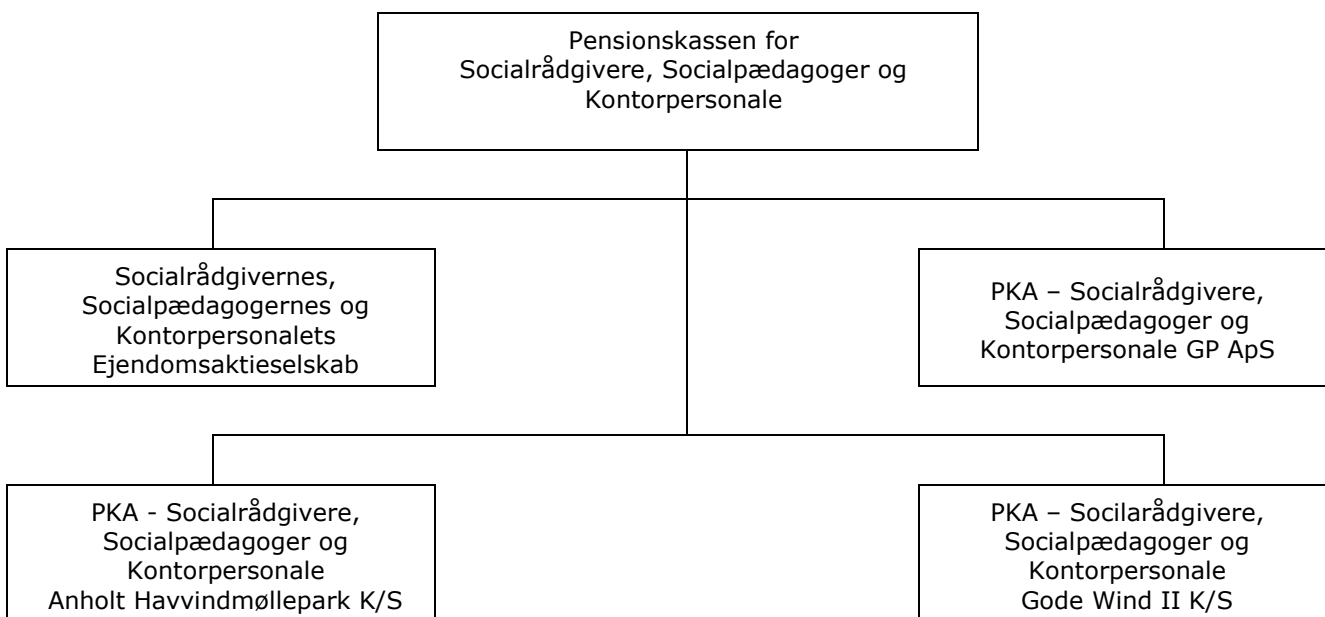 Pensionskassen for
Socialrådgivere, Socialpædagoger og
Kontorpersonale
Socialrådgivernes,
Socialpædagogernes og
Kontorpersonalets
Ejendomsaktieselskab
PKA – Socialrådgivere,
Socialpædagoger og
Kontorpersonale GP ApS
PKA - Socialrådgivere,
Socialpædagoger og
Kontorpersonale
Anholt Havvindmøllepark K/S
PKA – Socilarådgivere,
Socialpædagoger og
Kontorpersonale
Gode Wind II K/S